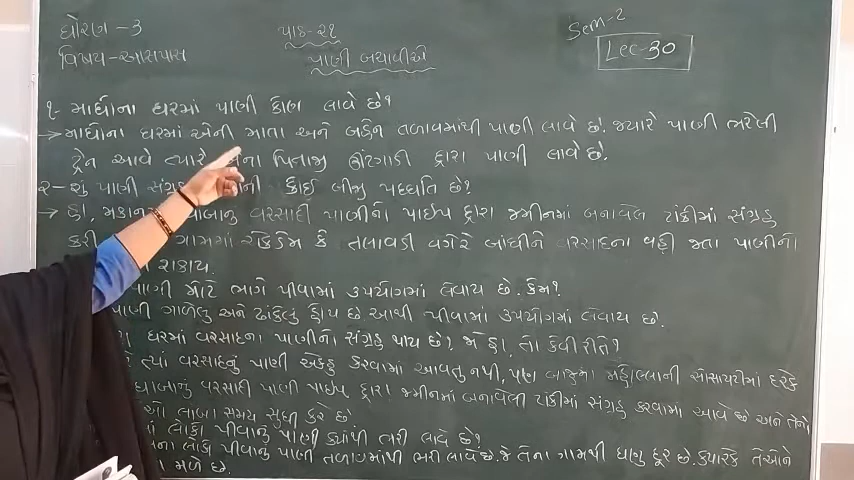 ધોરણ -3
વિષય-આસપાસ
પાઠ-૨૧
પાણી બચાવીએ
Sem-2
Lec-30
૧- માધીના ઘરમાં પાણી કોણ લાવે છે?
→ માધીના ઘરમાં એની માતા અને બહેન તળાવમાંથી પાણી લાવે છે. જ્યારે પાણી ભરેલી
ટ્રેન આવે ત્યારે પિતાજી ઊંટગાડી દ્વારા પાણી લાવે છે.
૨- શું પાણી સંગ્રહ કોઈ બીજી પદ્ધતિ છે?
→ હા, મકાનના વરસાદી પાણીને પાઈપ દ્વારા જમીનમાં બનાવેલ ટાંકીમાં સંગ્રહ
કરી ગામમાં ચેકડેમ કે તલાવડી વગેરે બાંધીને વરસાદના વહી જતા પાણીનો
શકાય.
પાણી મોટે ભાગે પીવામાં ઉપયોગમાં લેવાય છે. કેમ?
પાણી ગાળેલુ અને ઢાંકેલુ હોય છે આથી પીવામાં ઉપયોગમાં લેવાય છે.
ઘરમાં વરસાદના પાણીનો સંગ્રહ થાય છે? જો હા, તો કેવી રીતે?
ત્યાં વરસાદનું પાણી એકઠુ કરવામાં આવતુ નથી, પણ બાજુના મહોલ્લાની સોસાયટીમાં દરેક
ધાબાનું વરસાદી પાણી પાઈપ દ્વારા જમીનમાં બનાવેલી ટાંકીમાં સંગ્રહ કરવામાં આવે છે અને તેનો
લાંબા સમય સુધી કરે છે
લોકો પીવાનુ પાણી ક્યાંથી ભરી લાવે છે?
લોકો પીવાનુ પાણી તળાવમાંથી ભરી લાવે છે. જે તેના ગામથી ઘણુ દૂર છે. ક્યારેક તેઓને
મળે છે.